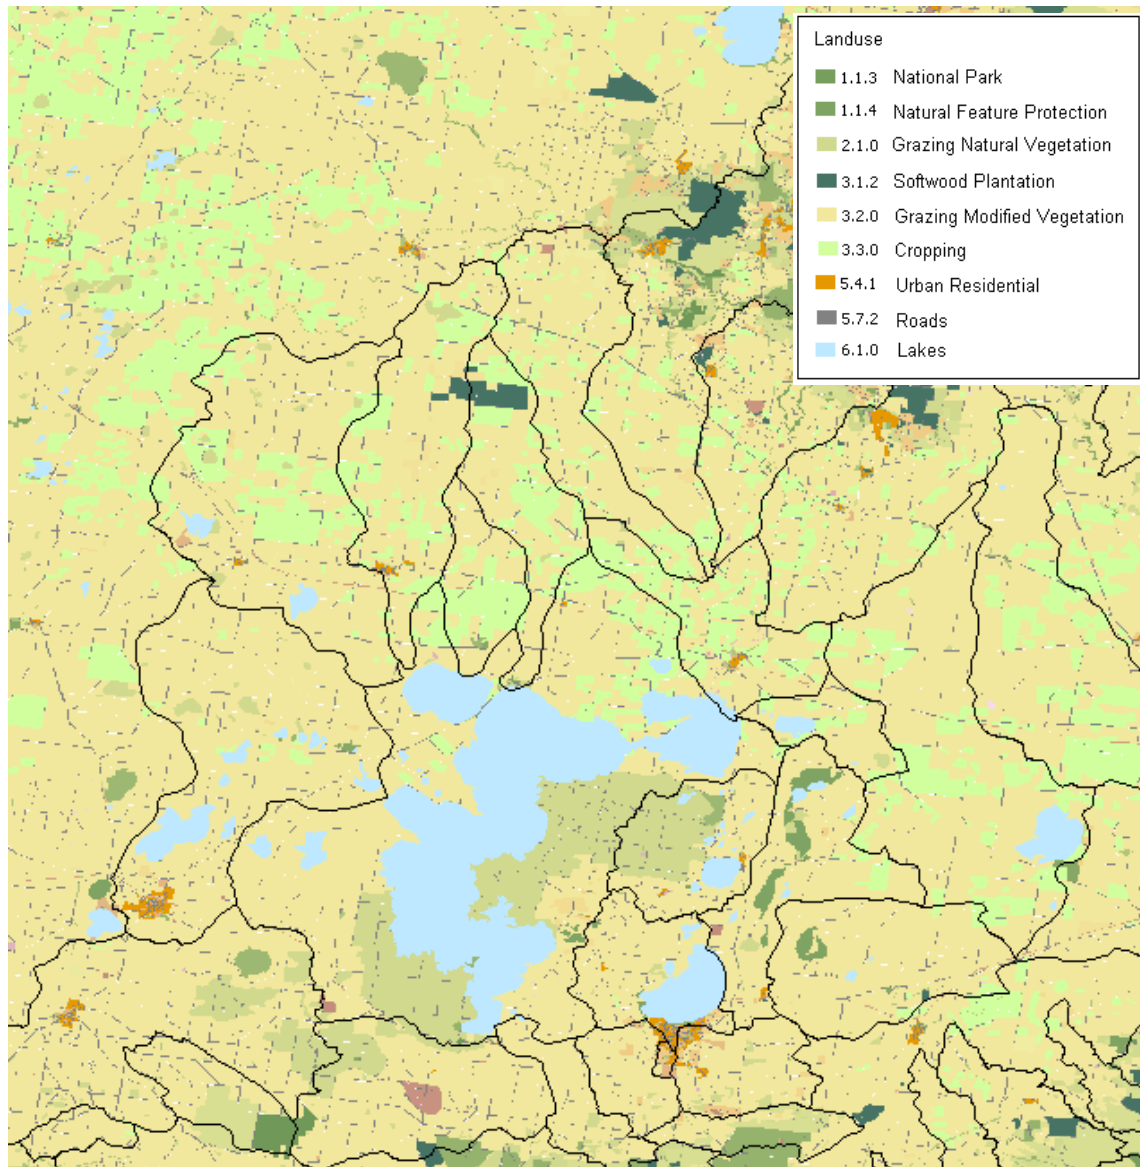 Landuse
1.1.3 National Park
1.1.4 Natural Feature Protection
2.1.0 Grazing Natural Vegetation
3.1.2 Softwood Plantation
3.2.0 Grazing Modified Vegetation
3.3.0 Cropping
5.4.1 Urban Residential
5.7.2 Roads
6.1.0 Lakes